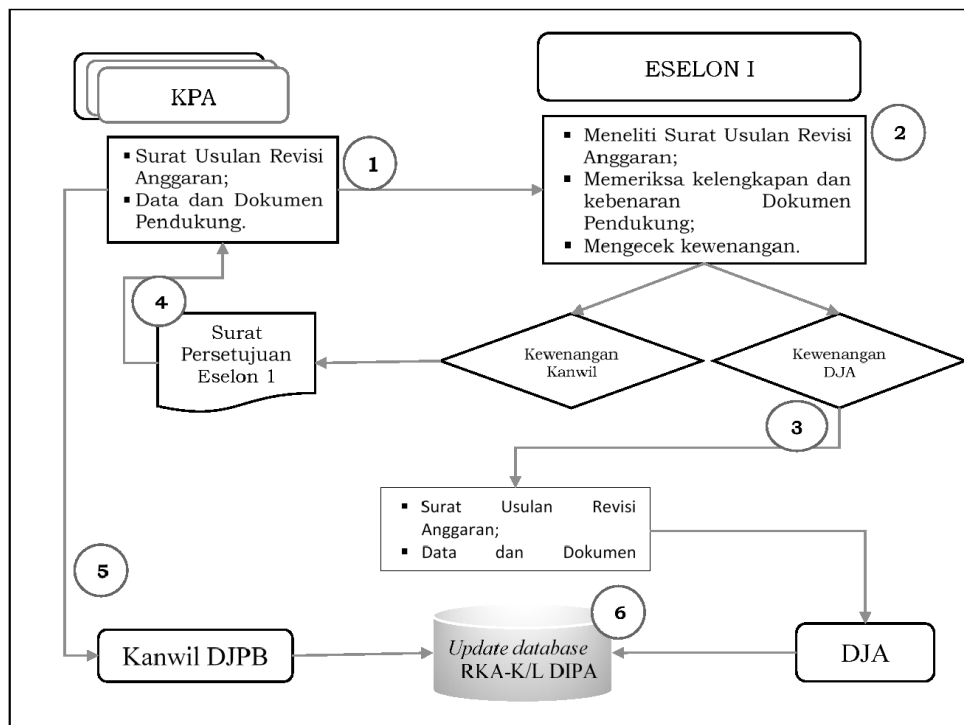 KPA
ESELON I
▪ Surat Usulan Revisi
Anggaran;
▪ Data dan Dokumen
Pendukung.
1
▪ Meneliti Surat Usulan Revisi
Anggaran;
▪ Memeriksa kelengkapan dan
kebenaran Dokumen
Pendukung;
▪ Mengecek kewenangan.
2
4
Surat
Persetujuan
Eselon 1
Kewenangan
Kanwil
Kewenangan
DJA
3
▪ Surat Usulan Revisi
Anggaran;
▪ Data dan Dokumen
5
6
Kanwil DJPB
Update database
RKA-K/L DIPA
DJA